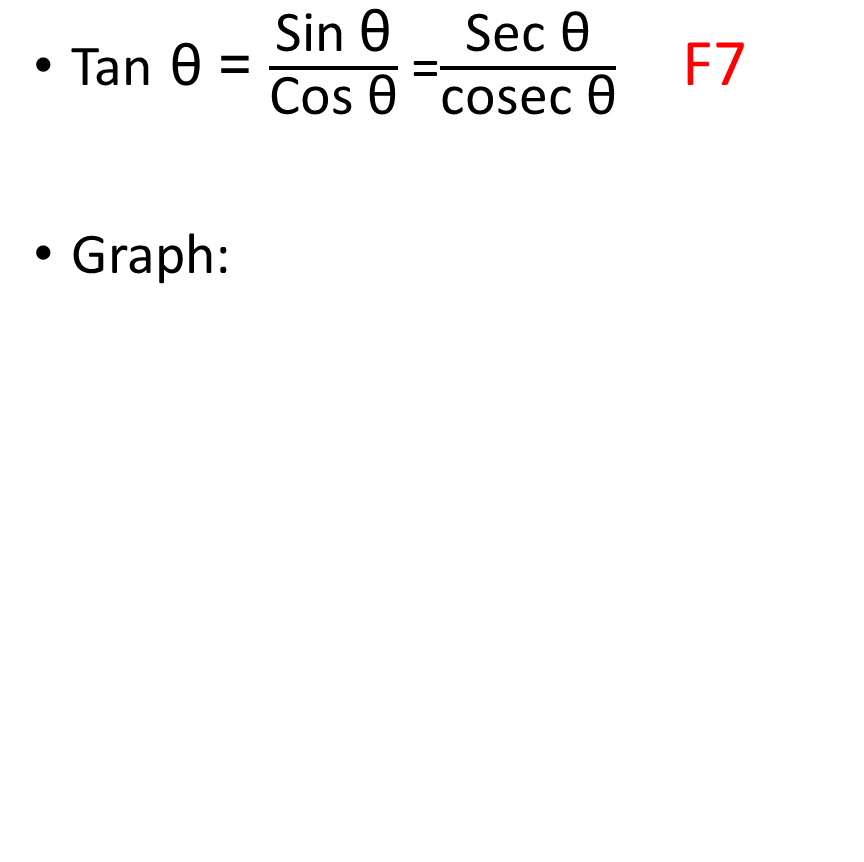 • Tan θ = Sin θ / Cos θ = Sec θ / cosec θ F7
• Graph: